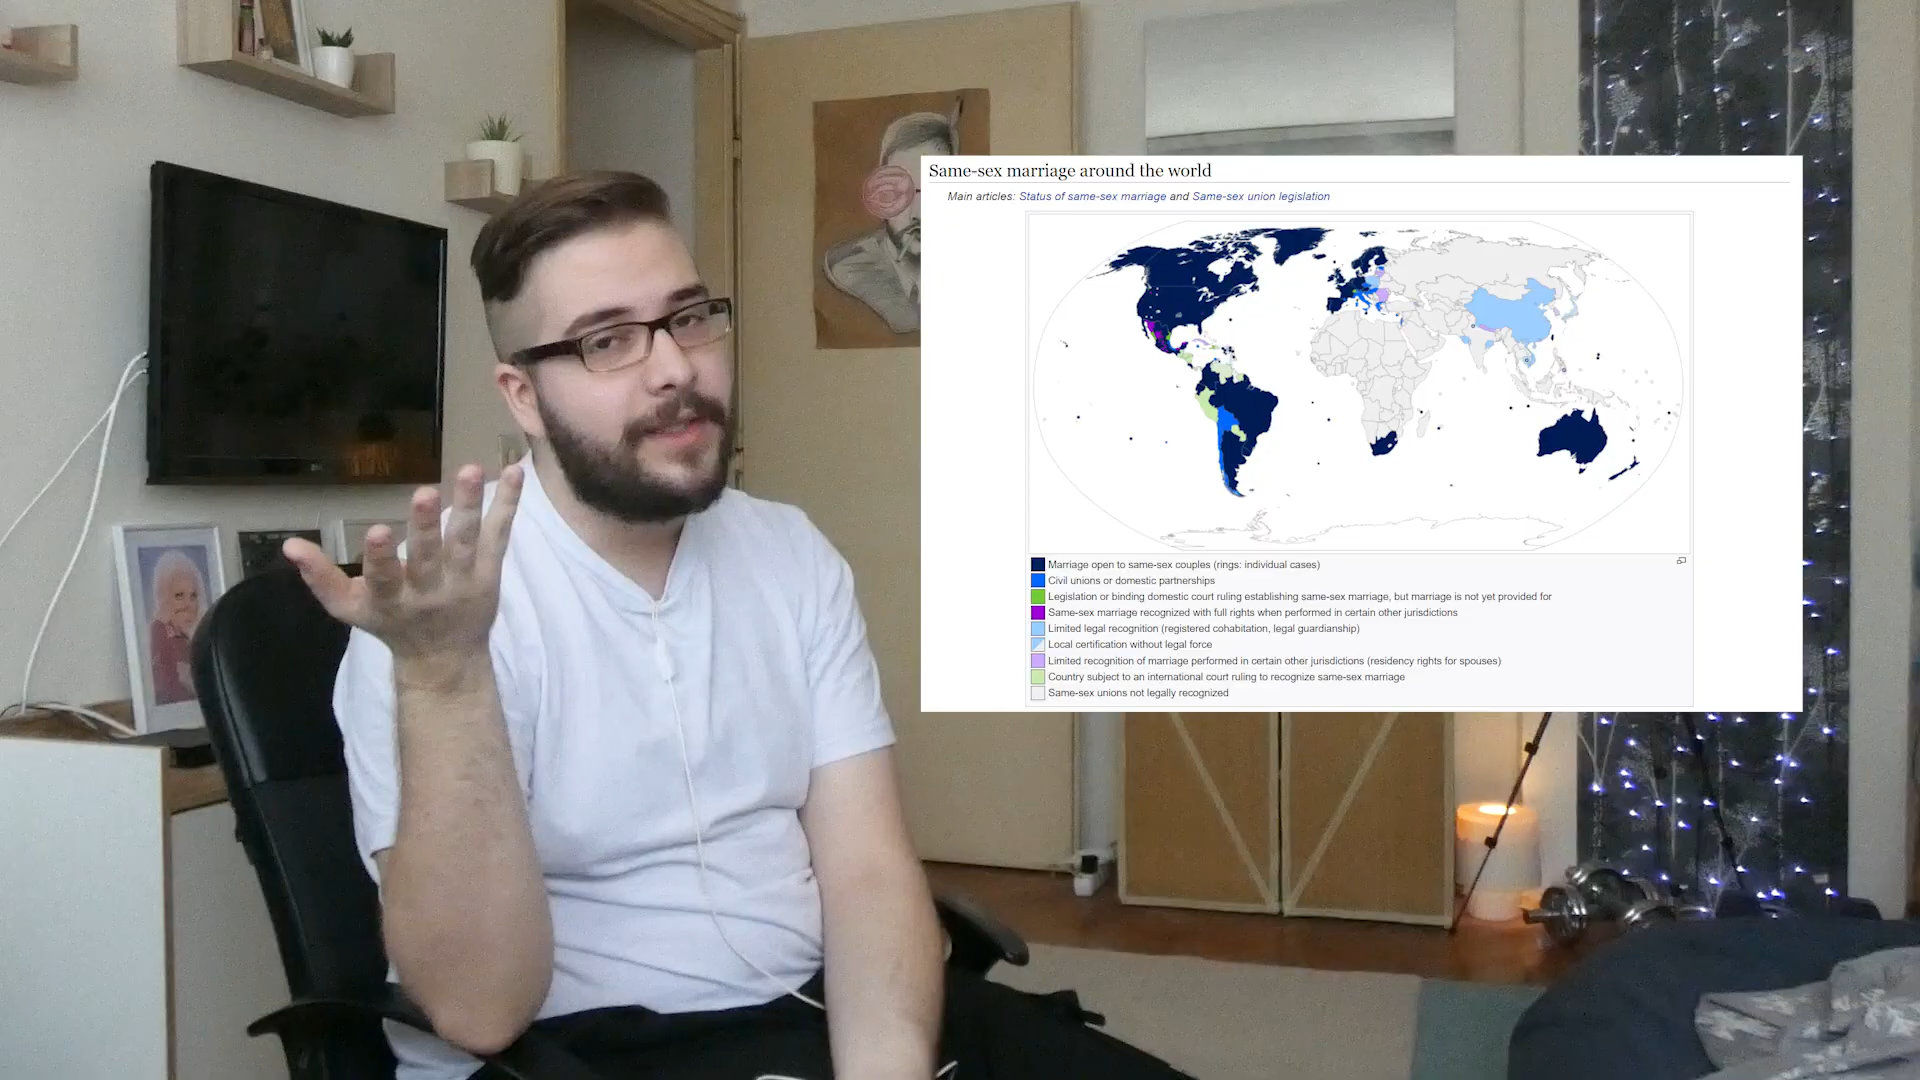 Same-sex marriage around the world
Main articles: Status of same-sex marriage and Same-sex union legislation
Marriage open to same-sex couples (rings: individual cases)
Civil unions or domestic partnerships
Legislation or binding domestic court ruling establishing same-sex marriage, but marriage is not yet provided for
Same-sex marriage recognized with full rights when performed in certain other jurisdictions
Limited legal recognition (registered cohabitation, legal guardianship)
Local certification without legal force
Limited recognition of marriage performed in certain other jurisdictions (residency rights for spouses)
Country subject to an international court ruling to recognize same-sex marriage
Same-sex unions not legally recognized